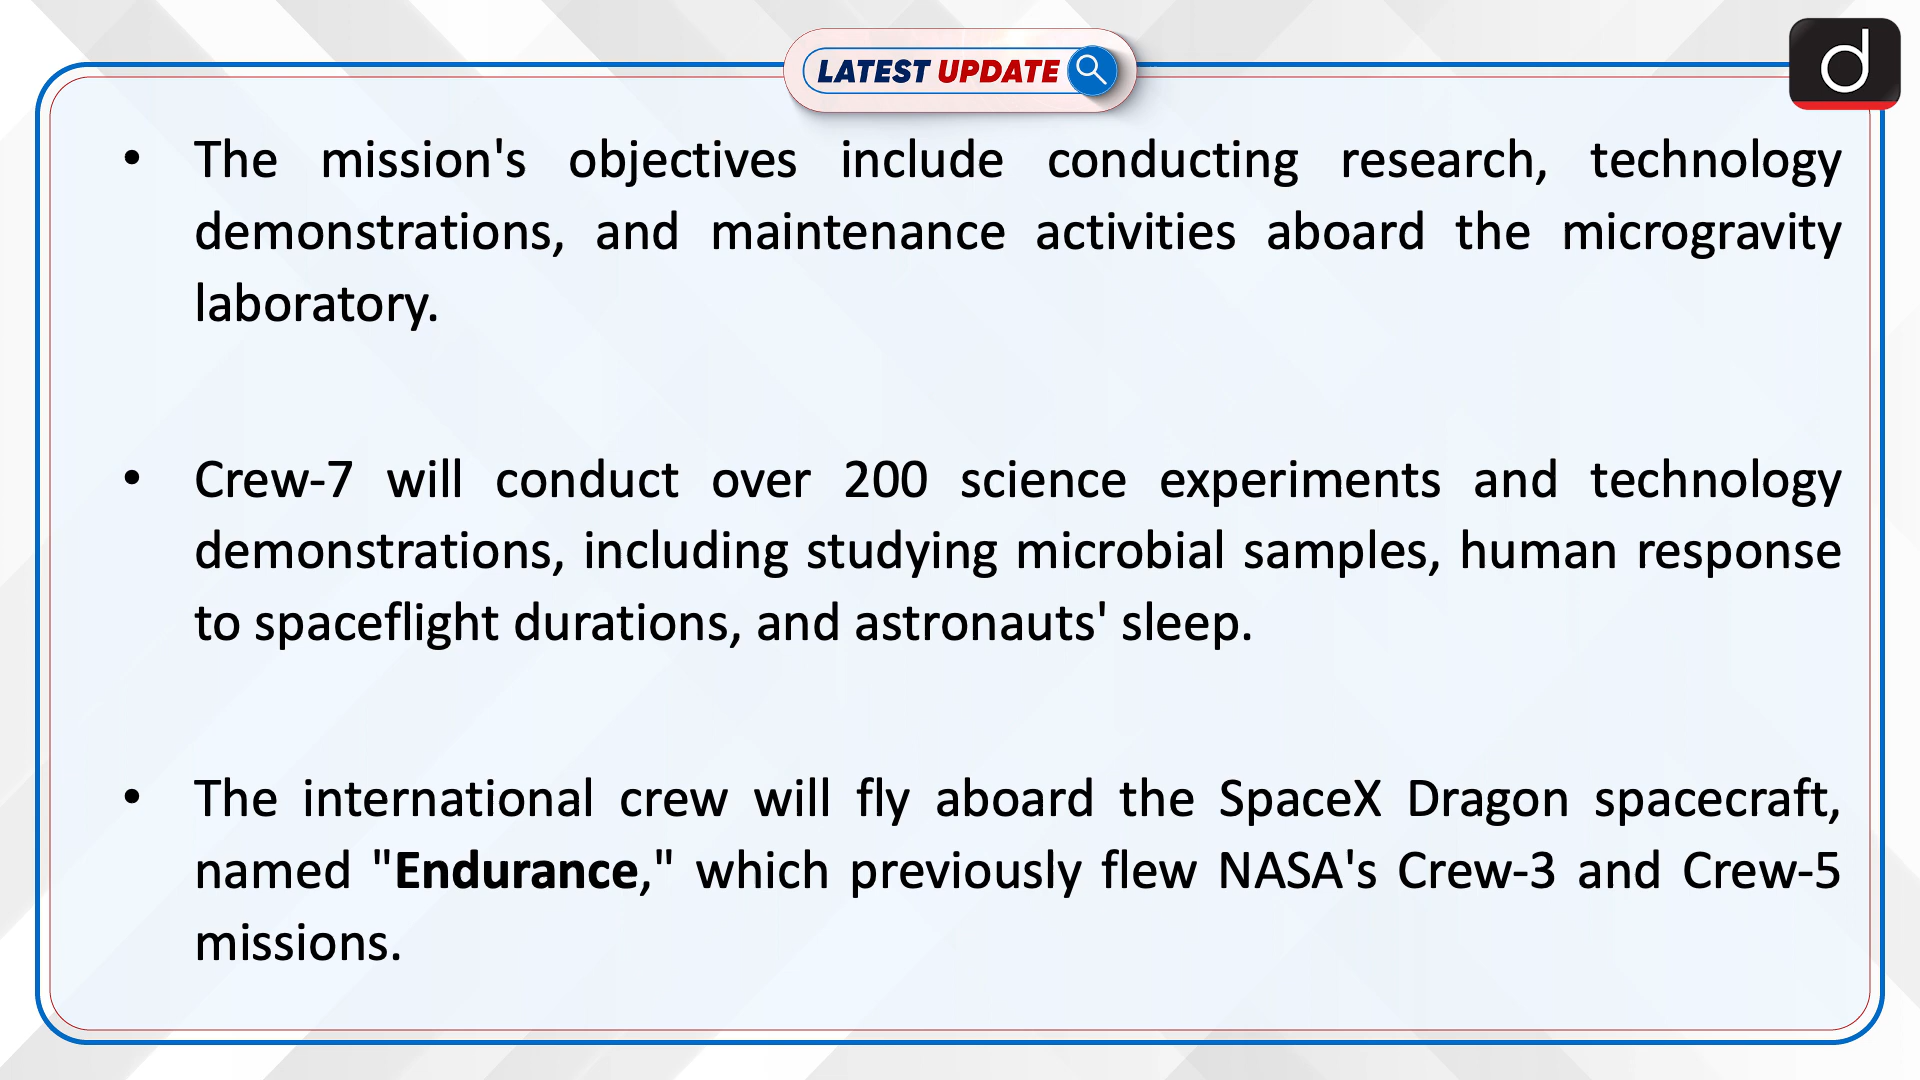 LATEST UPDATE
d
• The mission's objectives include conducting research, technology
demonstrations, and maintenance activities aboard the microgravity
laboratory.
• Crew-7 will conduct over 200 science experiments and technology
demonstrations, including studying microbial samples, human response
to spaceflight durations, and astronauts' sleep.
• The international crew will fly aboard the SpaceX Dragon spacecraft,
named "Endurance," which previously flew NASA's Crew-3 and Crew-5
missions.